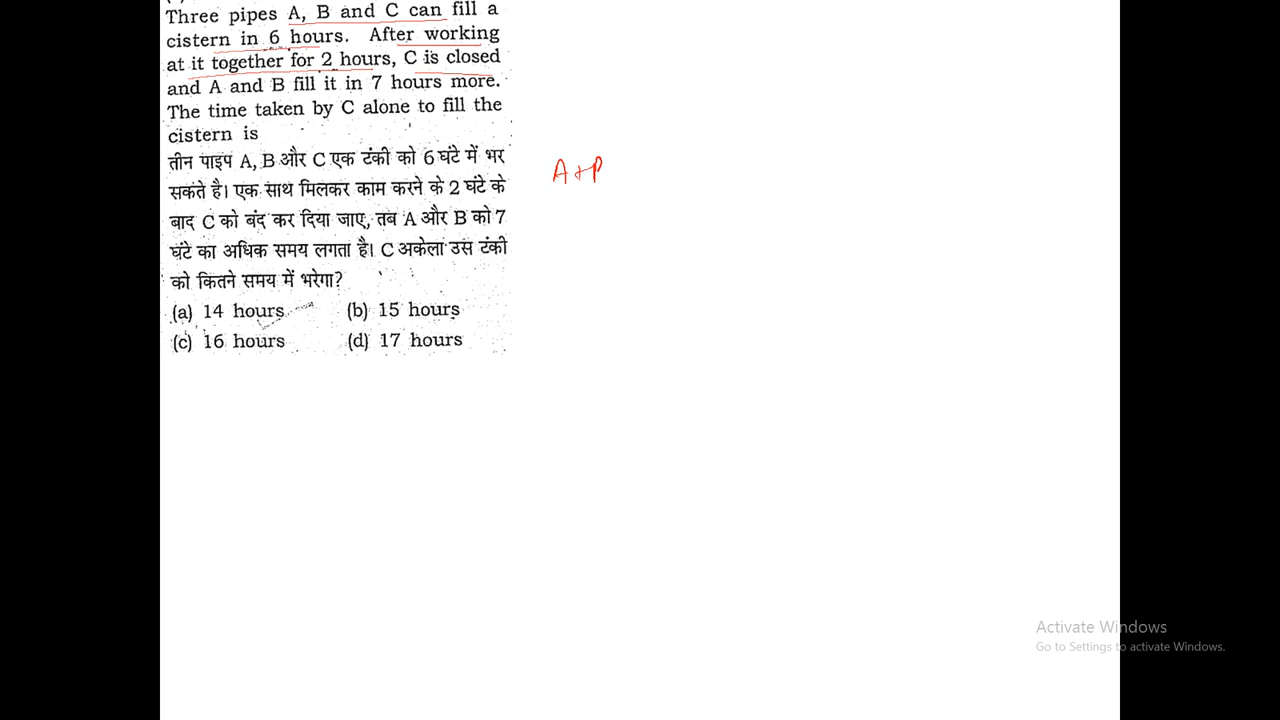 Three pipes A, B and C can fill a
cistern in 6 hours. After working
at it together for 2 hours, C is closed
and A and B fill it in 7 hours more.
The time taken by C alone to fill the
cistern is
तीन पाइप A, B और C एक टंकी को 6 घंटे में भर
सकते है। एक साथ मिलकर काम करने के 2 घंटे के
बाद C को बंद कर दिया जाए, तब A और B को 7
घंटे का अधिक समय लगता है। C अकेला उस टंकी
को कितने समय में भरेगा?
(a) 14 hours (b) 15 hours
(c) 16 hours (d) 17 hours
A+P
Activate Windows
Go to Settings to activate Windows.